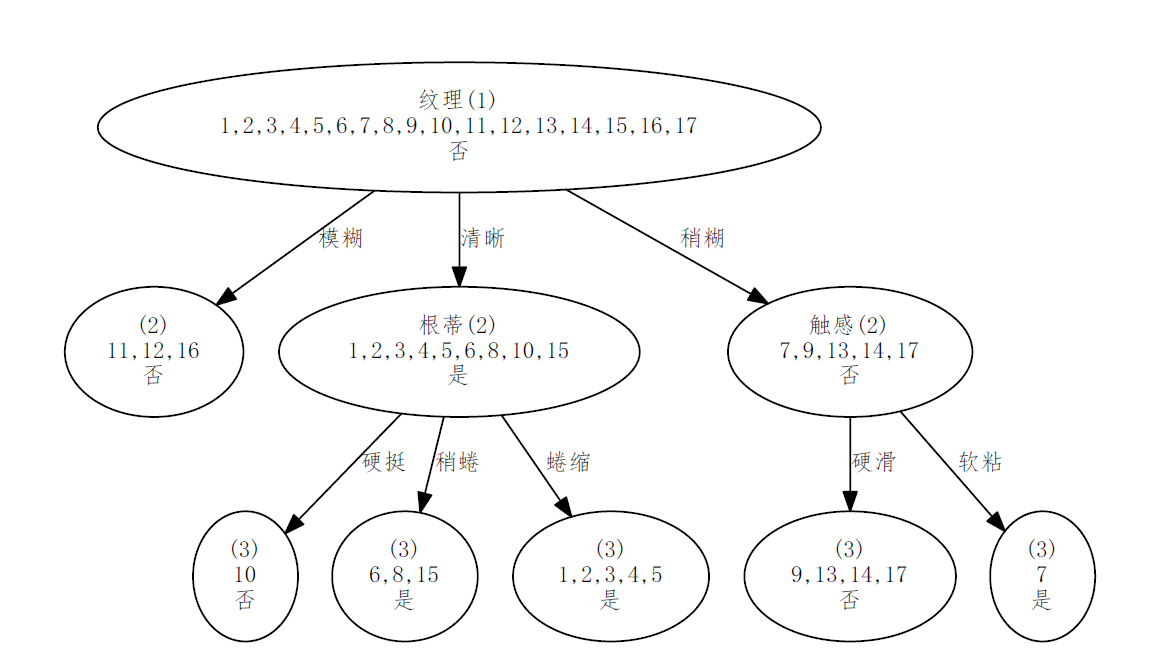 纹理(1)
1,2,3,4,5,6,7,8,9,10,11,12,13,14,15,16,17
否
模糊
清晰
稍糊
(2)
11,12,16
否
根蒂(2)
1,2,3,4,5,6,8,10,15
是
触感(2)
7,9,13,14,17
否
硬挺
稍蜷
蜷缩
硬滑
软粘
(3)
10
否
(3)
6,8,15
是
(3)
1,2,3,4,5
是
(3)
9,13,14,17
否
(3)
7
是